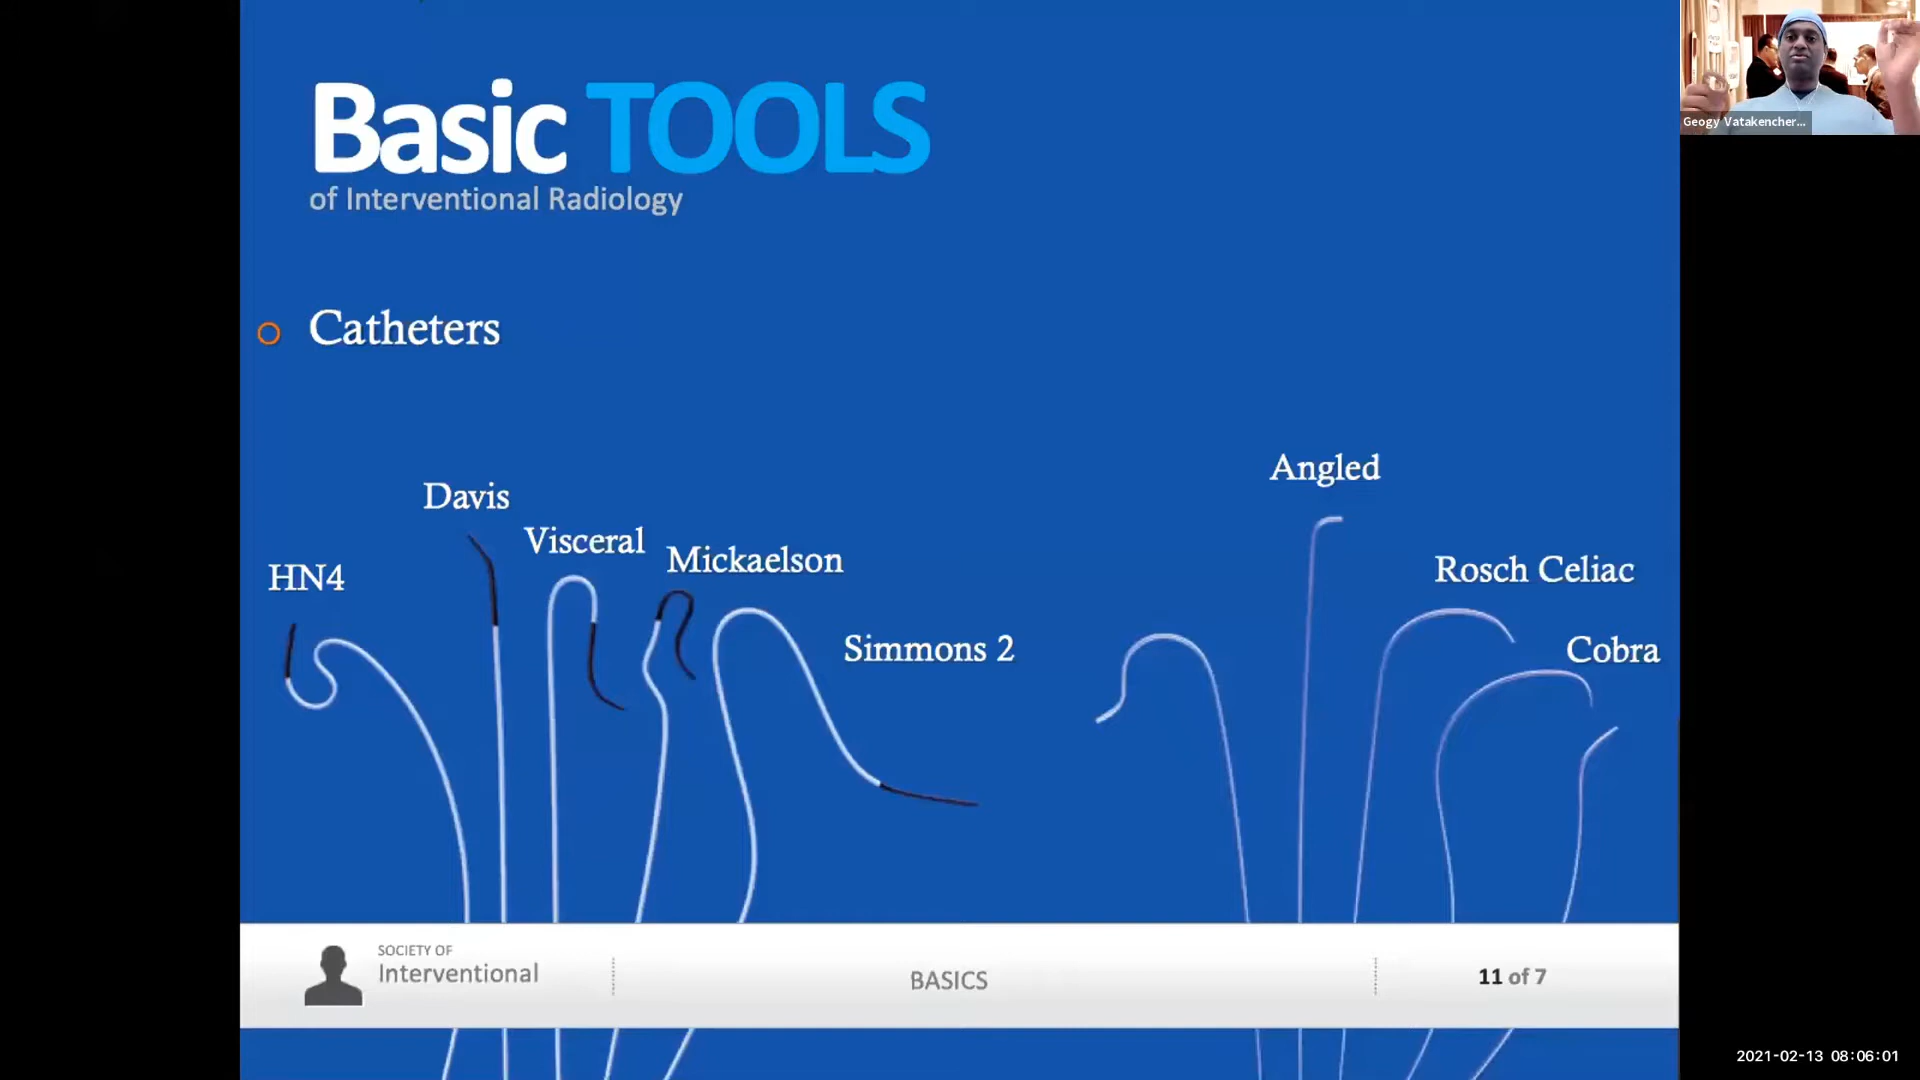 Basic TOOLS
of Interventional Radiology
Geogy Vatakencher...
Catheters
Angled
Davis
Visceral
Mickaelson
HN4
Rosch Celiac
Simmons 2
Cobra
SOCIETY OF
Interventional
BASICS
11 of 7
2021-02-13 08:06:01